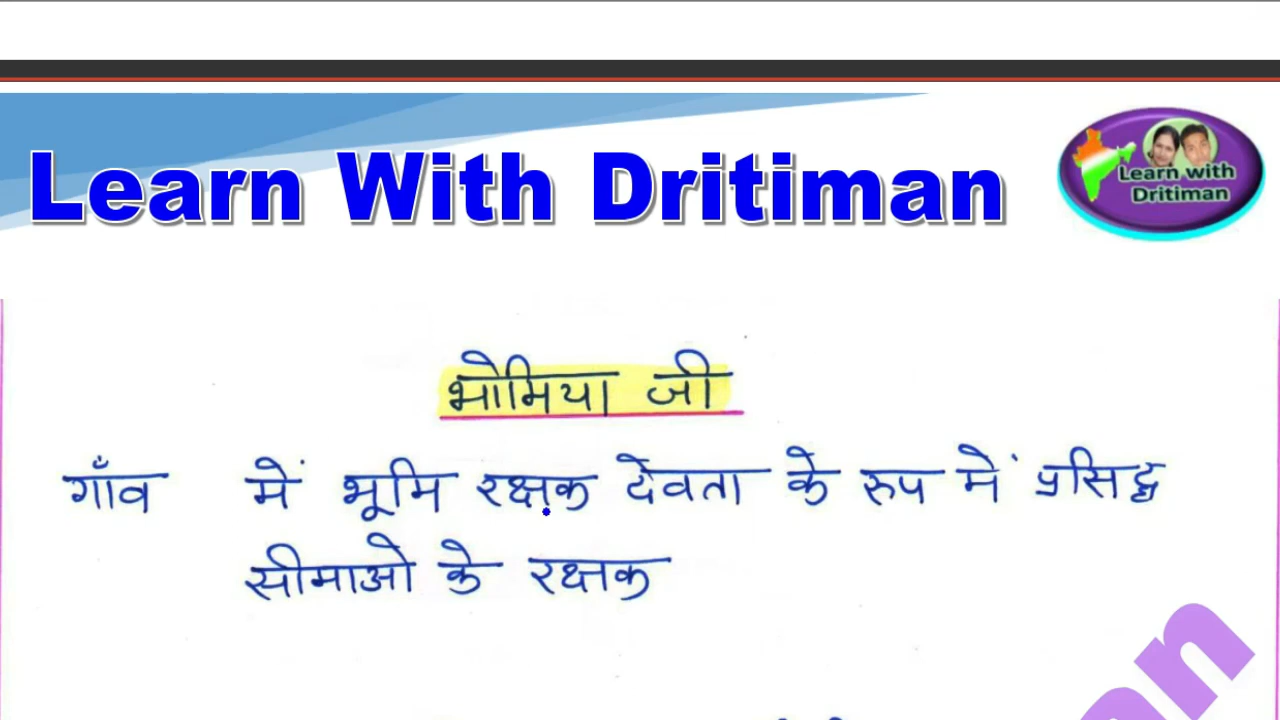 Learn With Dritiman
Learn with
Dritiman
भोमिया जी
गाँव में भूमि रक्षक देवता के रुप में प्रसिद्ध
सीमाओ के रक्षक